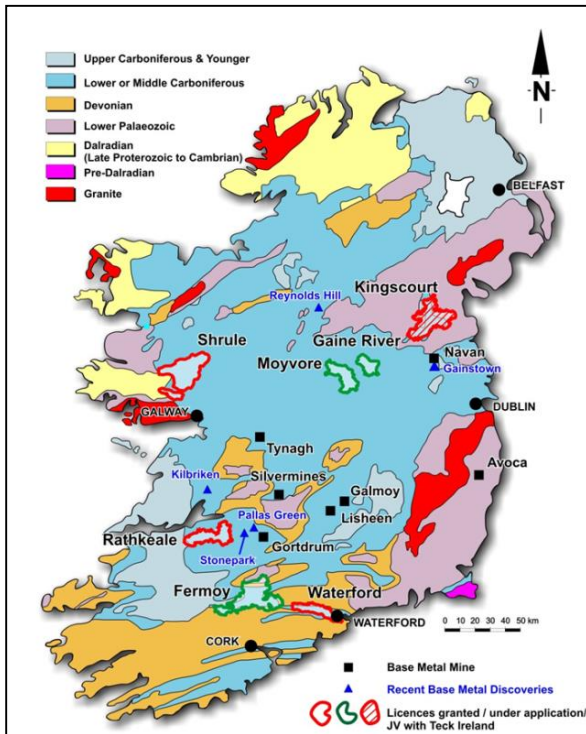 Upper Carboniferous & Younger
Lower or Middle Carboniferous
Devonian
Lower Palaeozoic
Dalradian
(Late Proterozoic to Cambrian)
Pre-Dalradian
Granite
N
BELFAST
Reynolds Hill
Kingscourt
Shrule
Gaine River
Moyvore
Navan
Gainstown
GALWAY
DUBLIN
Tynagh
Avoca
Kilbriken
Silvermines
Galmoy
Lisheen
Pallas Green
Rathkeale
Gortdrum
Stonepark
Fermoy
Waterford
WATERFORD
CORK
0 10 20 30 40 50 km
Base Metal Mine
Recent Base Metal Discoveries
Licences granted / under application/
JV with Teck Ireland